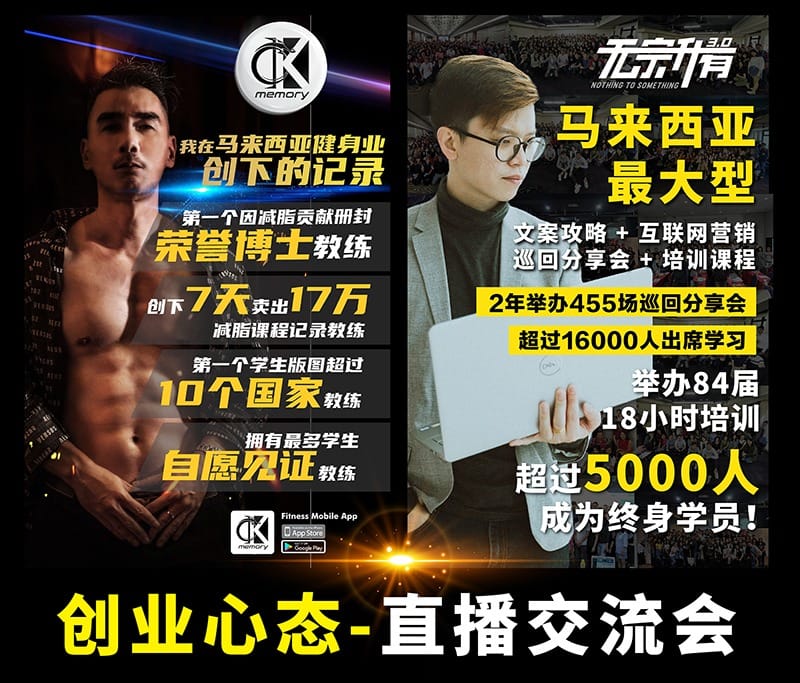 CK
memory
我在马来西亚健身业
创下的记录
第一个因减脂贡献册封
荣誉博士教练
创下7天卖出17万
减脂课程记录教练
第一个学生版图超过
10个国家教练
拥有最多学生
自愿见证教练
CK
memory
Fitness Mobile App
App Store
Google Play
无宗升有3.0
NOTHING TO SOMETHING
马来西亚
最大型
文案攻略 + 互联网营销
巡回分享会 + 培训课程
2年举办455场巡回分享会
超过16000人出席学习
举办84届
18小时培训
超过5000人
成为终身学员!
DELL
创业心态-直播交流会